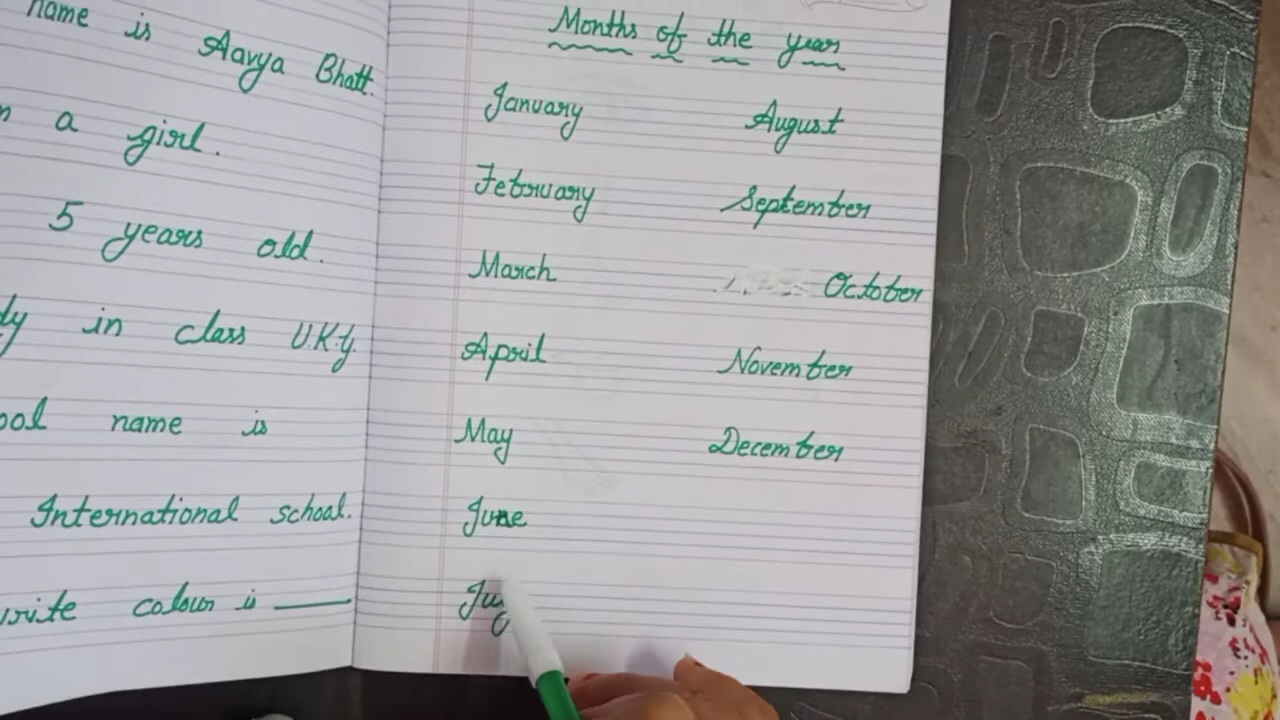 name is Aavya Bhatt.
a girl.
5 years old.
in class U.K.G.
name is
International school.
colour is
Months of the year
January August
February September
March October
April November
May December
June